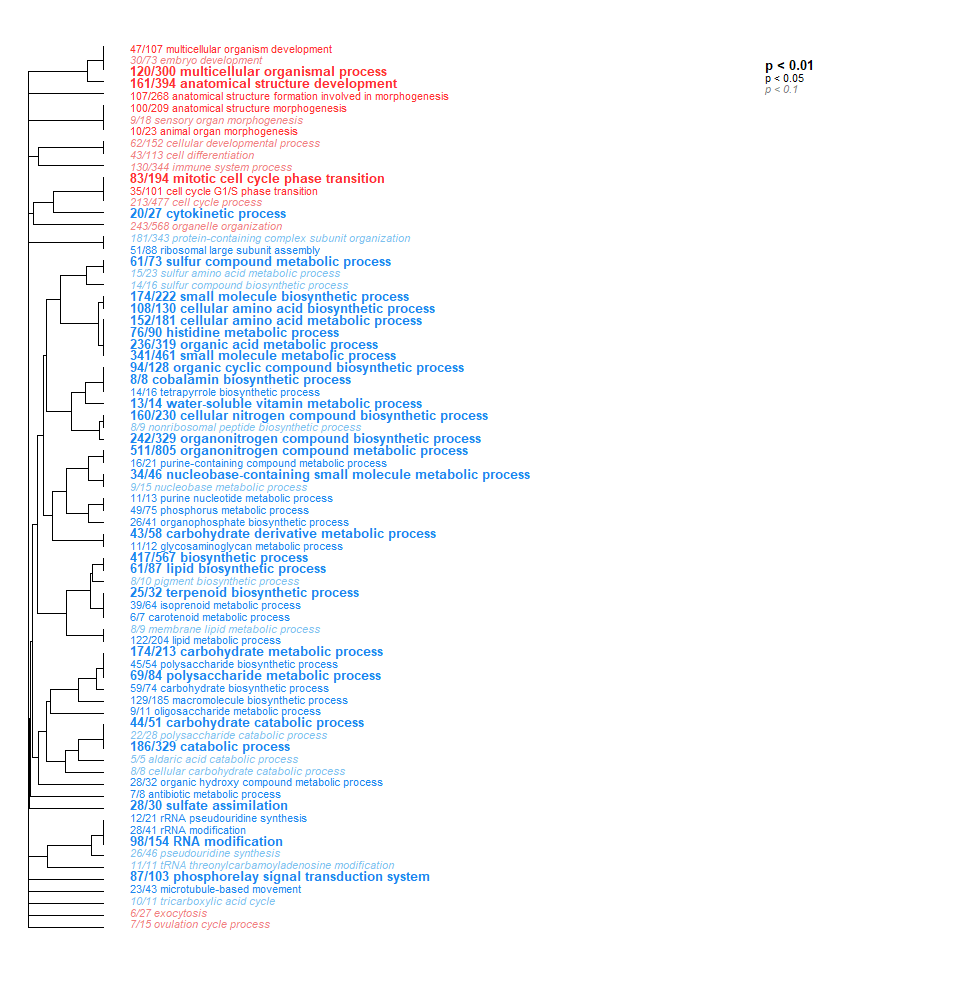 47/107 multicellular organism development
30/73 embryo development
120/300 multicellular organismal process
161/394 anatomical structure development
107/268 anatomical structure formation involved in morphogenesis
100/209 anatomical structure morphogenesis
9/18 sensory organ morphogenesis
10/23 animal organ morphogenesis
62/152 cellular developmental process
43/113 cell differentiation
130/344 immune system process
83/194 mitotic cell cycle phase transition
35/101 cell cycle G1/S phase transition
213/477 cell cycle process
20/27 cytokinetic process
243/568 organelle organization
181/343 protein-containing complex subunit organization
51/88 ribosomal large subunit assembly
61/73 sulfur compound metabolic process
15/23 sulfur amino acid metabolic process
14/16 sulfur compound biosynthetic process
174/222 small molecule biosynthetic process
108/130 cellular amino acid biosynthetic process
152/181 cellular amino acid metabolic process
76/90 histidine metabolic process
236/319 organic acid metabolic process
341/461 small molecule metabolic process
94/128 organic cyclic compound biosynthetic process
8/8 cobalamin biosynthetic process
14/16 tetrapyrrole biosynthetic process
13/14 water-soluble vitamin metabolic process
160/230 cellular nitrogen compound biosynthetic process
8/9 nonribosomal peptide biosynthetic process
242/329 organonitrogen compound biosynthetic process
511/805 organonitrogen compound metabolic process
16/21 purine-containing compound metabolic process
34/46 nucleobase-containing small molecule metabolic process
9/15 nucleobase metabolic process
11/13 purine nucleotide metabolic process
49/75 phosphorus metabolic process
26/41 organophosphate biosynthetic process
43/58 carbohydrate derivative metabolic process
11/12 glycosaminoglycan metabolic process
417/567 biosynthetic process
61/87 lipid biosynthetic process
8/10 pigment biosynthetic process
25/32 terpenoid biosynthetic process
39/64 isoprenoid metabolic process
6/7 carotenoid metabolic process
8/9 membrane lipid metabolic process
122/204 lipid metabolic process
174/213 carbohydrate metabolic process
45/54 polysaccharide biosynthetic process
69/84 polysaccharide metabolic process
59/74 carbohydrate biosynthetic process
129/185 macromolecule biosynthetic process
9/11 oligosaccharide metabolic process
44/51 carbohydrate catabolic process
22/28 polysaccharide catabolic process
186/329 catabolic process
5/5 aldaric acid catabolic process
8/8 cellular carbohydrate catabolic process
28/32 organic hydroxy compound metabolic process
7/8 antibiotic metabolic process
28/30 sulfate assimilation
12/21 rRNA pseudouridine synthesis
28/41 rRNA modification
98/154 RNA modification
26/46 pseudouridine synthesis
11/11 tRNA threonylcarbamoyladenosine modification
87/103 phosphorelay signal transduction system
23/43 microtubule-based movement
10/11 tricarboxylic acid cycle
6/27 exocytosis
7/15 ovulation cycle process
p < 0.01
p < 0.05
p < 0.1